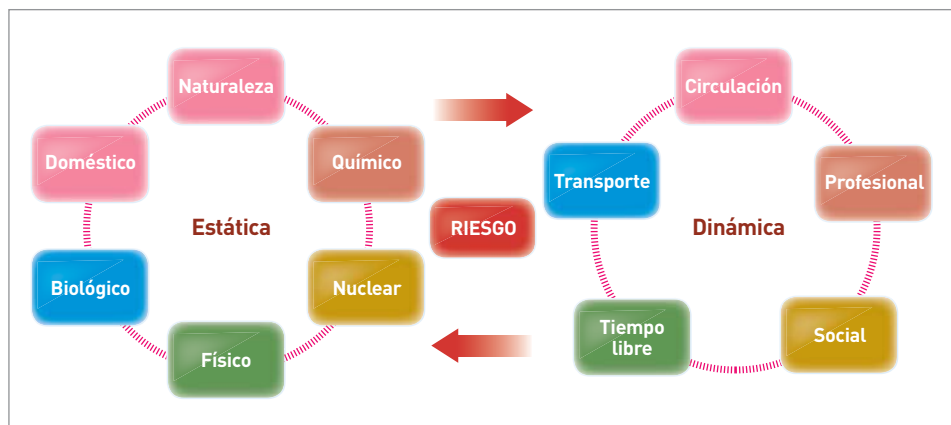 Naturaleza
Doméstico
Químico
Estática
Biológico
Nuclear
Físico
RIESGO
Circulación
Transporte
Profesional
Dinámica
Tiempo
libre
Social